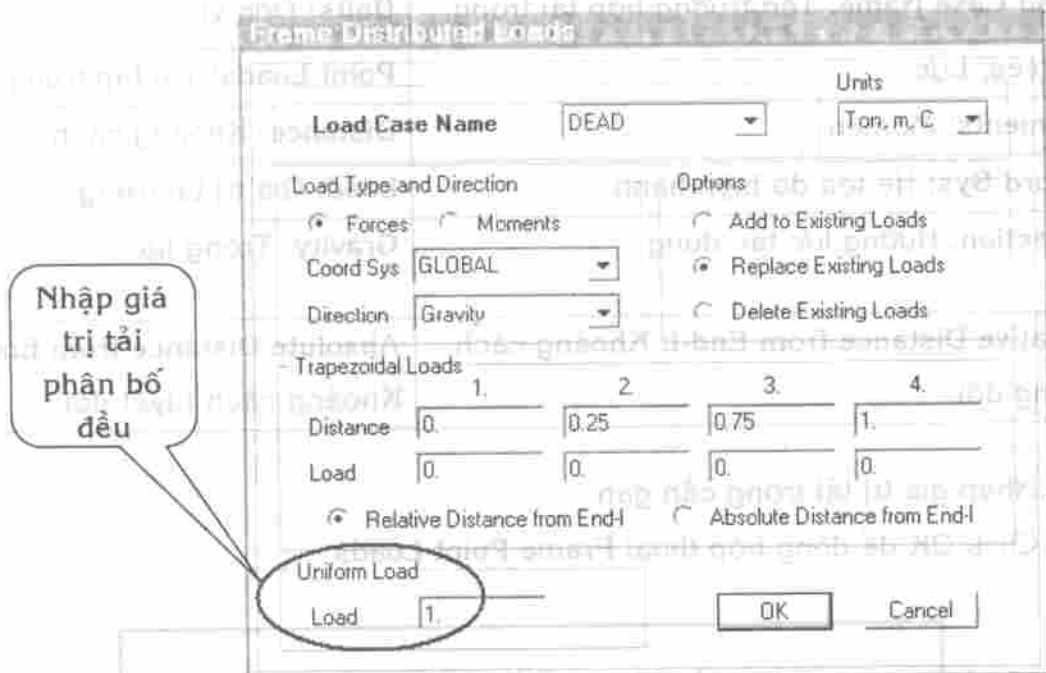 Frame Distributed Loads
Units
Load Case Name DEAD Ton, m, C
Load Type and Direction Options
Forces Moments Add to Existing Loads
Coord Sys GLOBAL Replace Existing Loads
Direction Gravity Delete Existing Loads
Nhập giá
trị tải
phân bố
đều
Trapezoidal Loads
1. 2. 3. 4.
Distance 0. 0.25 0.75 1.
Load 0. 0. 0. 0.
Relative Distance from End-I Absolute Distance from End-I
Uniform Load
Load 1.
OK Cancel